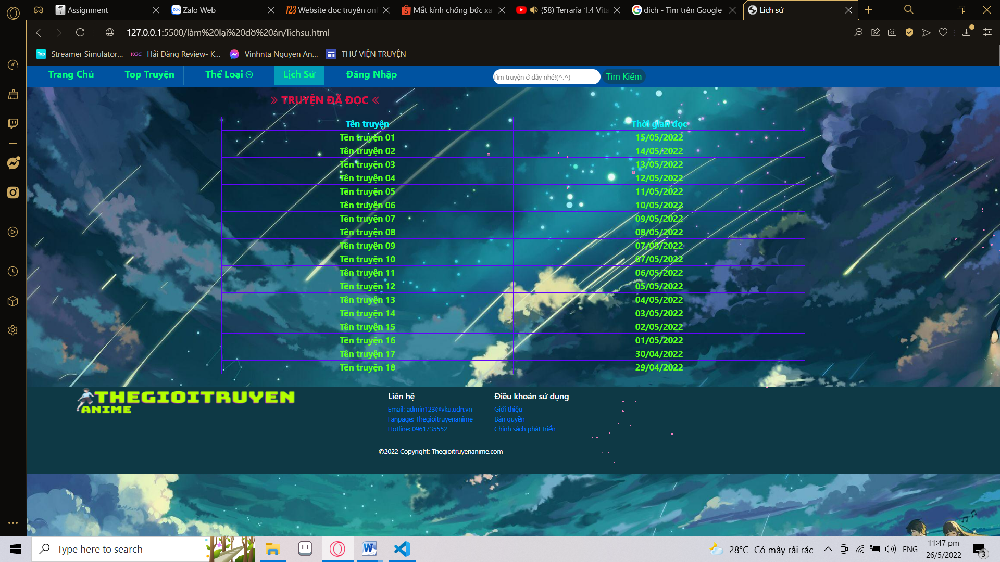 Assignment
Zalo Web
123 Website đọc truyện onl
Mắt kính chống bức xạ
(58) Terraria 1.4 Vita
dịch - Tìm trên Google
Lịch sử
127.0.0.1:5500/làm%20lại%20đồ%20án/lichsu.html
Tap Streamer Simulator...
KGC Hải Đăng Review- K...
Vinhnta Nguyen An...
THƯ VIỆN TRUYỆN
Trang Chủ
Top Truyện
Thể Loại
Lịch Sử
Đăng Nhập
Tìm truyện ở đây nhé!(^.^)
Tìm Kiếm
TRUYỆN ĐÃ ĐỌC
Tên truyện Thời gian đọc
Tên truyện 01 15/05/2022
Tên truyện 02 14/05/2022
Tên truyện 03 13/05/2022
Tên truyện 04 12/05/2022
Tên truyện 05 11/05/2022
Tên truyện 06 10/05/2022
Tên truyện 07 09/05/2022
Tên truyện 08 08/05/2022
Tên truyện 09 07/05/2022
Tên truyện 10 07/05/2022
Tên truyện 11 06/05/2022
Tên truyện 12 05/05/2022
Tên truyện 13 04/05/2022
Tên truyện 14 03/05/2022
Tên truyện 15 02/05/2022
Tên truyện 16 01/05/2022
Tên truyện 17 30/04/2022
Tên truyện 18 29/04/2022
THEGIOITRUYEN
ANIME
Liên hệ
Email: admin123@vku.udn.vn
Fanpage: Thegioitruyenanime
Hotline: 0961735552
Điều khoản sử dụng
Giới thiệu
Bản quyền
Chính sách phát triển
©2022 Copyright: Thegioitruyenanime.com
Type here to search
28°C Có mây rải rác
ENG
11:47 pm
26/5/2022
3